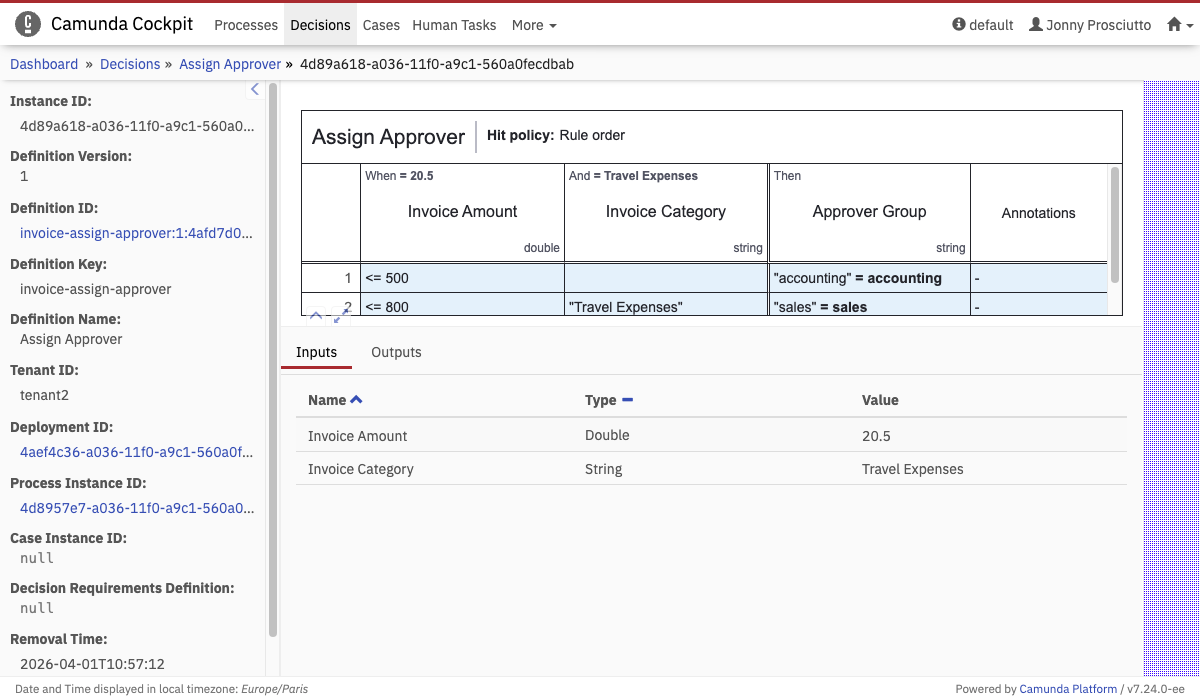 Camunda Cockpit Processes Decisions Cases Human Tasks More default Jonny Prosciutto
Dashboard » Decisions » Assign Approver » 4d89a618-a036-11f0-a9c1-560a0fecdbab
Instance ID:
4d89a618-a036-11f0-a9c1-560a0...
Definition Version:
1
Definition ID:
invoice-assign-approver:1:4afd7d0...
Definition Key:
invoice-assign-approver
Definition Name:
Assign Approver
Tenant ID:
tenant2
Deployment ID:
4aef4c36-a036-11f0-a9c1-560a0f...
Process Instance ID:
4d8957e7-a036-11f0-a9c1-560a0...
Case Instance ID:
null
Decision Requirements Definition:
null
Removal Time:
2026-04-01T10:57:12
Assign Approver Hit policy: Rule order
When = 20.5 And = Travel Expenses Then
Invoice Amount Invoice Category Approver Group Annotations
double string string
1 <= 500 "accounting" = accounting -
2 <= 800 "Travel Expenses" "sales" = sales -
Inputs Outputs
Name Type Value
Invoice Amount Double 20.5
Invoice Category String Travel Expenses
Date and Time displayed in local timezone: Europe/Paris Powered by Camunda Platform / v7.24.0-ee